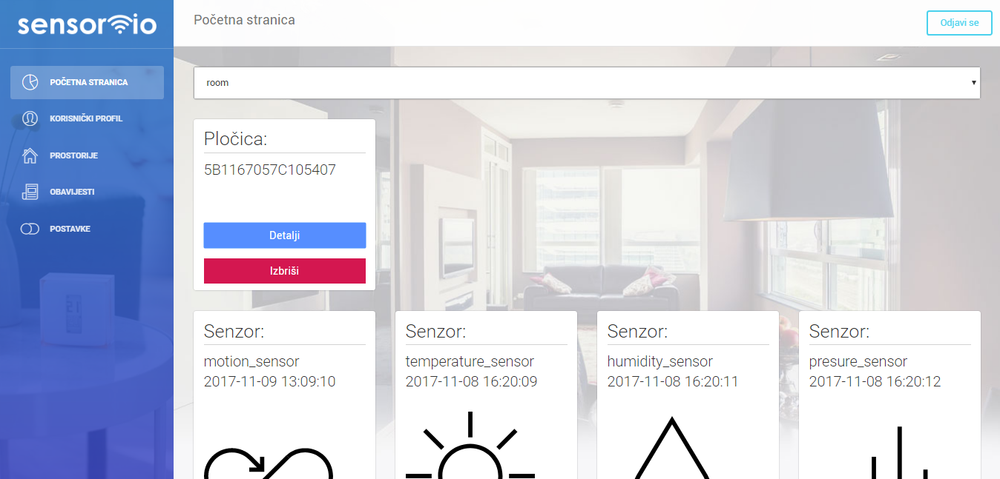 sensor io
Početna stranica
Odjavi se
POČETNA STRANICA
KORISNIČKI PROFIL
PROSTORIJE
OBAVIJESTI
POSTAVKE
room
Pločica:
5B1167057C105407
Detalji
Izbriši
Senzor:
motion_sensor
2017-11-09 13:09:10
Senzor:
temperature_sensor
2017-11-08 16:20:09
Senzor:
humidity_sensor
2017-11-08 16:20:11
Senzor:
presure_sensor
2017-11-08 16:20:12